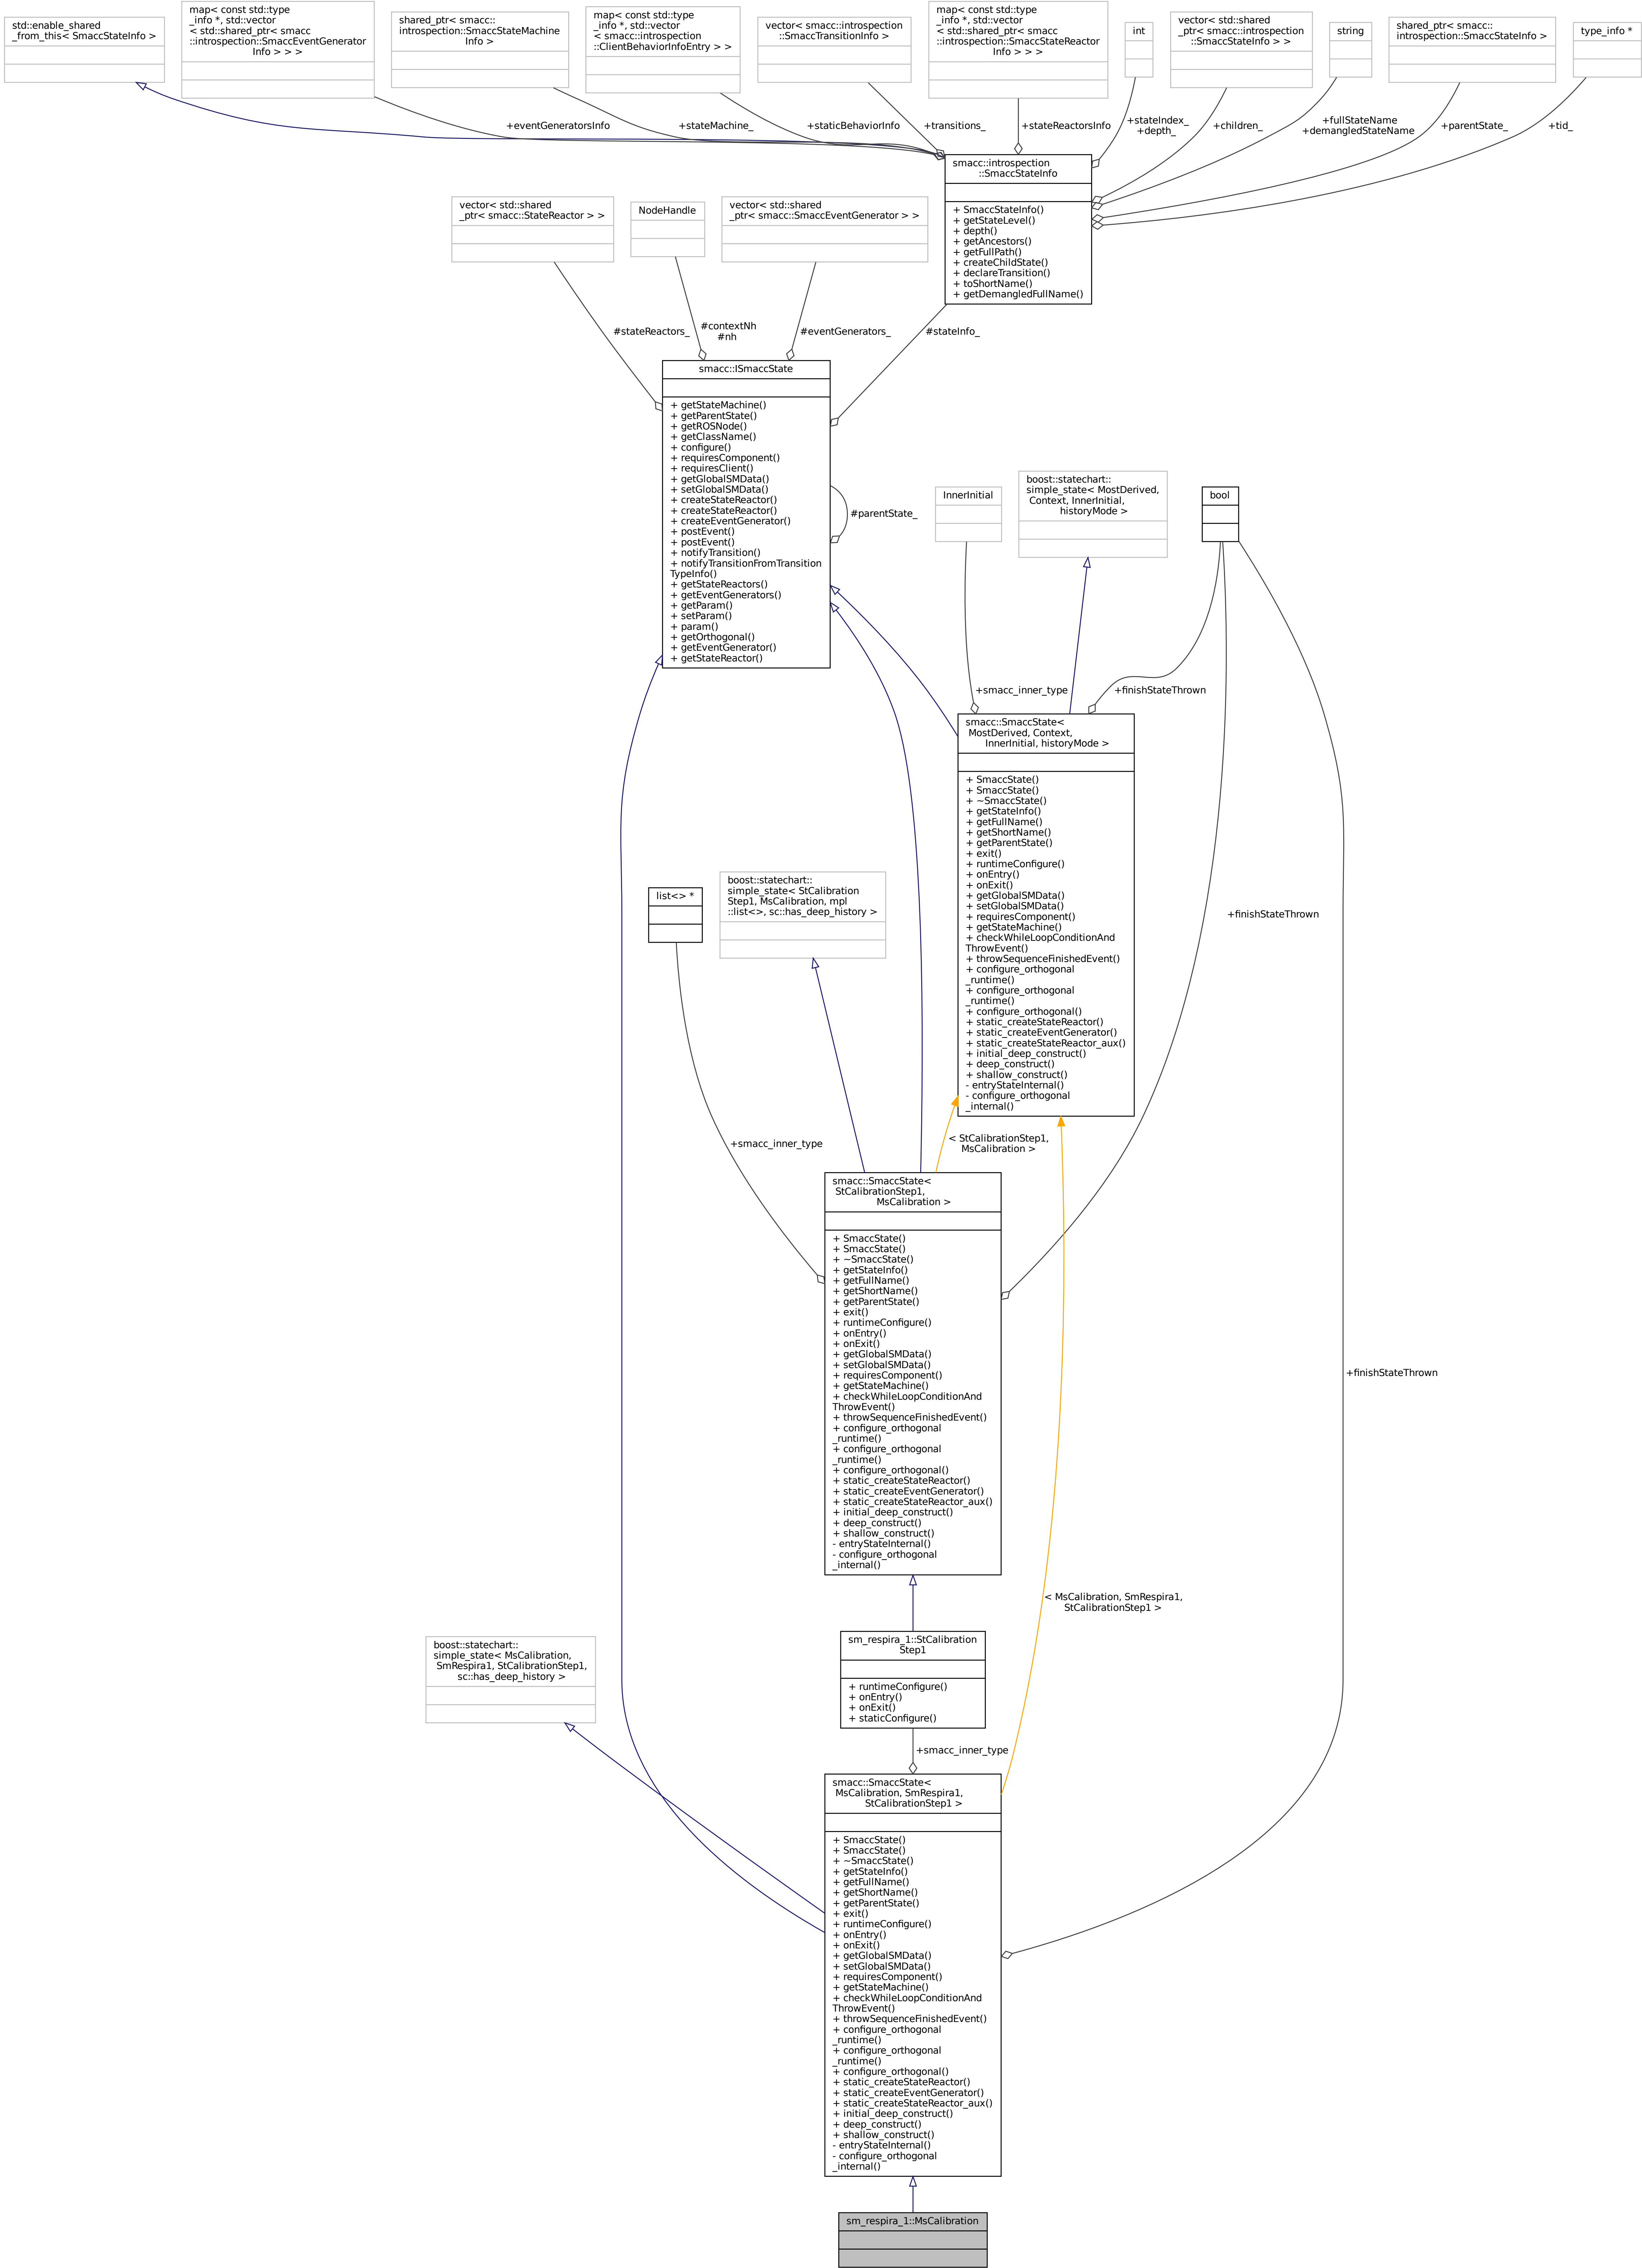 std::enable_shared
_from_this< SmaccStateInfo >
map< const std::type
_info *, std::vector
< std::shared_ptr< smacc
::introspection::SmaccEventGenerator
Info > > >
shared_ptr< smacc::
introspection::SmaccStateMachine
Info >
map< const std::type
_info *, std::vector
< smacc::introspection
::ClientBehaviorInfoEntry > >
vector< smacc::introspection
::SmaccTransitionInfo >
map< const std::type
_info *, std::vector
< std::shared_ptr< smacc
::introspection::SmaccStateReactor
Info > > >
int
vector< std::shared
_ptr< smacc::introspection
::SmaccStateInfo > >
string
shared_ptr< smacc::
introspection::SmaccStateInfo >
type_info *
+eventGeneratorsInfo
+stateMachine_
+staticBehaviorInfo
+transitions_
+stateReactorsInfo
+stateIndex_
+depth_
+children_
+fullStateName
+demangledStateName
+parentState_
+tid_
smacc::introspection
::SmaccStateInfo
+ SmaccStateInfo()
+ getStateLevel()
+ depth()
+ getAncestors()
+ getFullPath()
+ createChildState()
+ declareTransition()
+ toShortName()
+ getDemangledFullName()
vector< std::shared
_ptr< smacc::StateReactor > >
NodeHandle
vector< std::shared
_ptr< smacc::SmaccEventGenerator > >
#stateReactors_
#contextNh
#nh
#eventGenerators_
#stateInfo_
smacc::ISmaccState
+ getStateMachine()
+ getParentState()
+ getROSNode()
+ getClassName()
+ configure()
+ requiresComponent()
+ requiresClient()
+ getGlobalSMData()
+ setGlobalSMData()
+ createStateReactor()
+ createStateReactor()
+ createEventGenerator()
+ postEvent()
+ postEvent()
+ notifyTransition()
+ notifyTransitionFromTransition
TypeInfo()
+ getStateReactors()
+ getEventGenerators()
+ getParam()
+ setParam()
+ param()
+ getOrthogonal()
+ getEventGenerator()
+ getStateReactor()
#parentState_
InnerInitial
boost::statechart::
simple_state< MostDerived,
Context, InnerInitial,
historyMode >
bool
+smacc_inner_type
+finishStateThrown
smacc::SmaccState<
MostDerived, Context,
InnerInitial, historyMode >
+ SmaccState()
+ SmaccState()
+ ~SmaccState()
+ getStateInfo()
+ getFullName()
+ getShortName()
+ getParentState()
+ exit()
+ runtimeConfigure()
+ onEntry()
+ onExit()
+ getGlobalSMData()
+ setGlobalSMData()
+ requiresComponent()
+ getStateMachine()
+ checkWhileLoopConditionAnd
ThrowEvent()
+ throwSequenceFinishedEvent()
+ configure_orthogonal
_runtime()
+ configure_orthogonal
_runtime()
+ configure_orthogonal()
+ static_createStateReactor()
+ static_createEventGenerator()
+ static_createStateReactor_aux()
+ initial_deep_construct()
+ deep_construct()
+ shallow_construct()
- entryStateInternal()
- configure_orthogonal
_internal()
list<> *
boost::statechart::
simple_state< StCalibration
Step1, MsCalibration, mpl
::list<>, sc::has_deep_history >
+finishStateThrown
+smacc_inner_type
< StCalibrationStep1,
MsCalibration >
smacc::SmaccState<
StCalibrationStep1,
MsCalibration >
+ SmaccState()
+ SmaccState()
+ ~SmaccState()
+ getStateInfo()
+ getFullName()
+ getShortName()
+ getParentState()
+ exit()
+ runtimeConfigure()
+ onEntry()
+ onExit()
+ getGlobalSMData()
+ setGlobalSMData()
+ requiresComponent()
+ getStateMachine()
+ checkWhileLoopConditionAnd
ThrowEvent()
+ throwSequenceFinishedEvent()
+ configure_orthogonal
_runtime()
+ configure_orthogonal
_runtime()
+ configure_orthogonal()
+ static_createStateReactor()
+ static_createEventGenerator()
+ static_createStateReactor_aux()
+ initial_deep_construct()
+ deep_construct()
+ shallow_construct()
- entryStateInternal()
- configure_orthogonal
_internal()
+finishStateThrown
< MsCalibration, SmRespira1,
StCalibrationStep1 >
boost::statechart::
simple_state< MsCalibration,
SmRespira1, StCalibrationStep1,
sc::has_deep_history >
sm_respira_1::StCalibration
Step1
+ runtimeConfigure()
+ onEntry()
+ onExit()
+ staticConfigure()
+smacc_inner_type
smacc::SmaccState<
MsCalibration, SmRespira1,
StCalibrationStep1 >
+ SmaccState()
+ SmaccState()
+ ~SmaccState()
+ getStateInfo()
+ getFullName()
+ getShortName()
+ getParentState()
+ exit()
+ runtimeConfigure()
+ onEntry()
+ onExit()
+ getGlobalSMData()
+ setGlobalSMData()
+ requiresComponent()
+ getStateMachine()
+ checkWhileLoopConditionAnd
ThrowEvent()
+ throwSequenceFinishedEvent()
+ configure_orthogonal
_runtime()
+ configure_orthogonal
_runtime()
+ configure_orthogonal()
+ static_createStateReactor()
+ static_createEventGenerator()
+ static_createStateReactor_aux()
+ initial_deep_construct()
+ deep_construct()
+ shallow_construct()
- entryStateInternal()
- configure_orthogonal
_internal()
sm_respira_1::MsCalibration